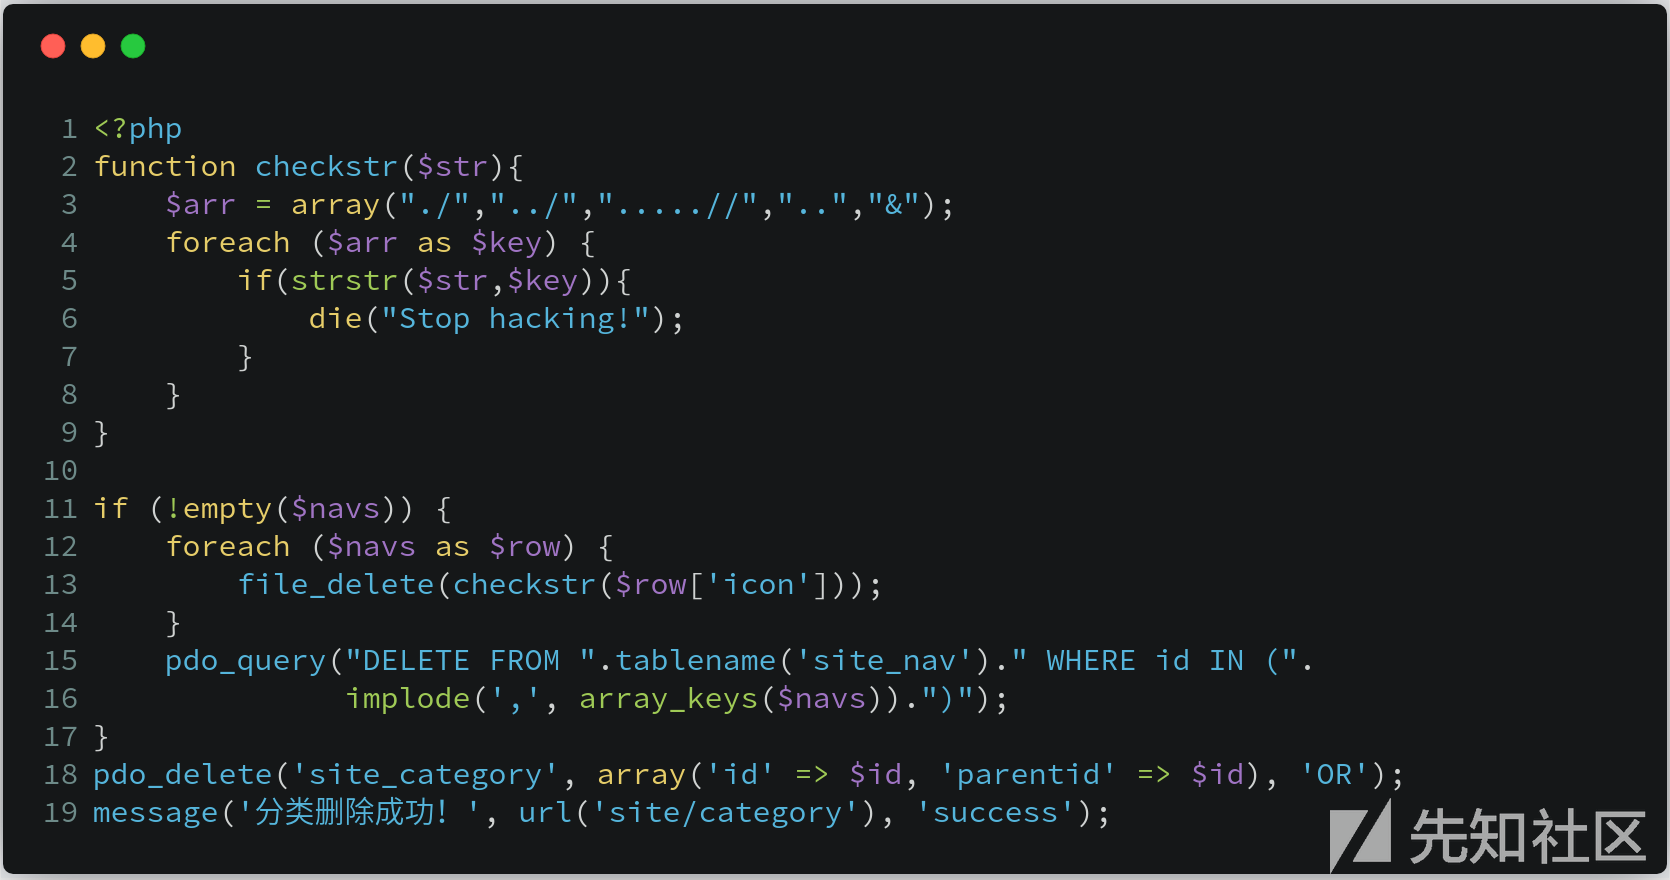 1 <?php
2 function checkstr($str){
3     $arr = array("./","../",".....//","..","&");
4     foreach ($arr as $key) {
5         if(strstr($str,$key)){
6             die("Stop hacking!");
7         }
8     }
9 }
10
11 if (!empty($navs)) {
12     foreach ($navs as $row) {
13         file_delete(checkstr($row['icon']));
14     }
15     pdo_query("DELETE FROM ".tablename('site_nav')." WHERE id IN (".
16               implode(',', array_keys($navs)).")");
17 }
18 pdo_delete('site_category', array('id' => $id, 'parentid' => $id), 'OR');
19 message('分类删除成功！', url('site/category'), 'success');
先知社区